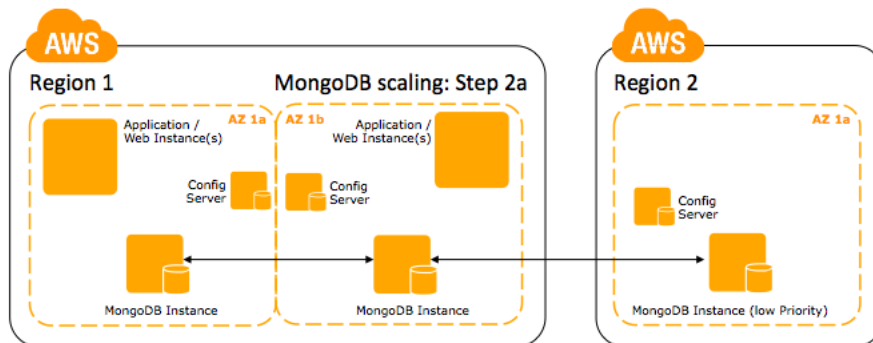 AWS
AWS
Region 1
MongoDB scaling: Step 2a
Region 2
Application /
Web Instance(s)
AZ 1a
AZ 1b
Application /
Web Instance(s)
AZ 1a
Config
Server
Config
Server
Config
Server
MongoDB Instance
MongoDB Instance
MongoDB Instance (low Priority)